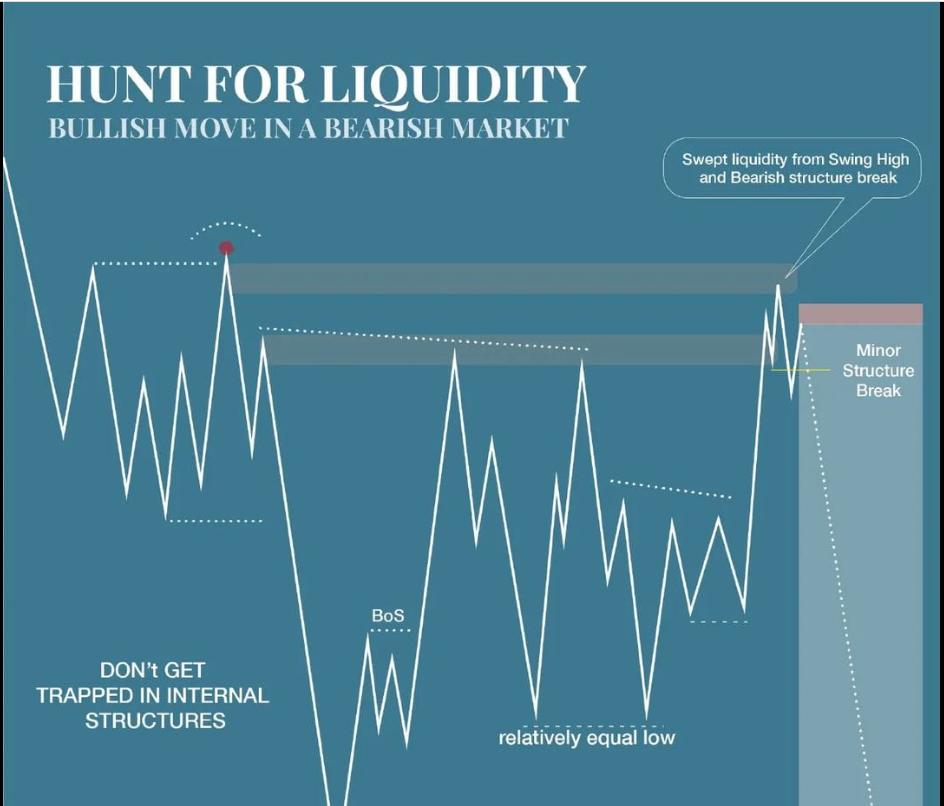 HUNT FOR LIQUIDITY
BULLISH MOVE IN A BEARISH MARKET
Swept liquidity from Swing High
and Bearish structure break
Minor
Structure
Break
BoS
DON't GET
TRAPPED IN INTERNAL
STRUCTURES
relatively equal low